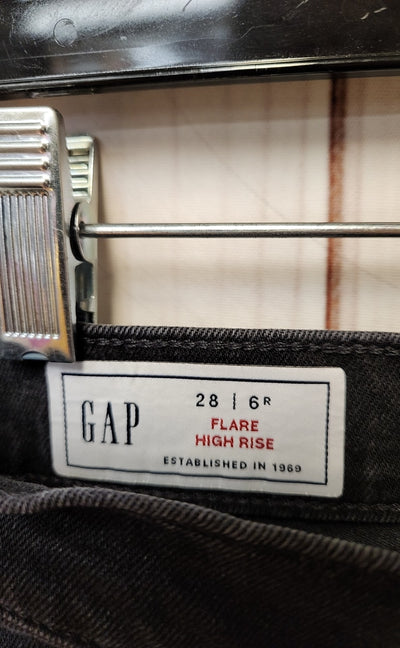 GAP
28 | 6R
FLARE
HIGH RISE
ESTABLISHED IN 1969